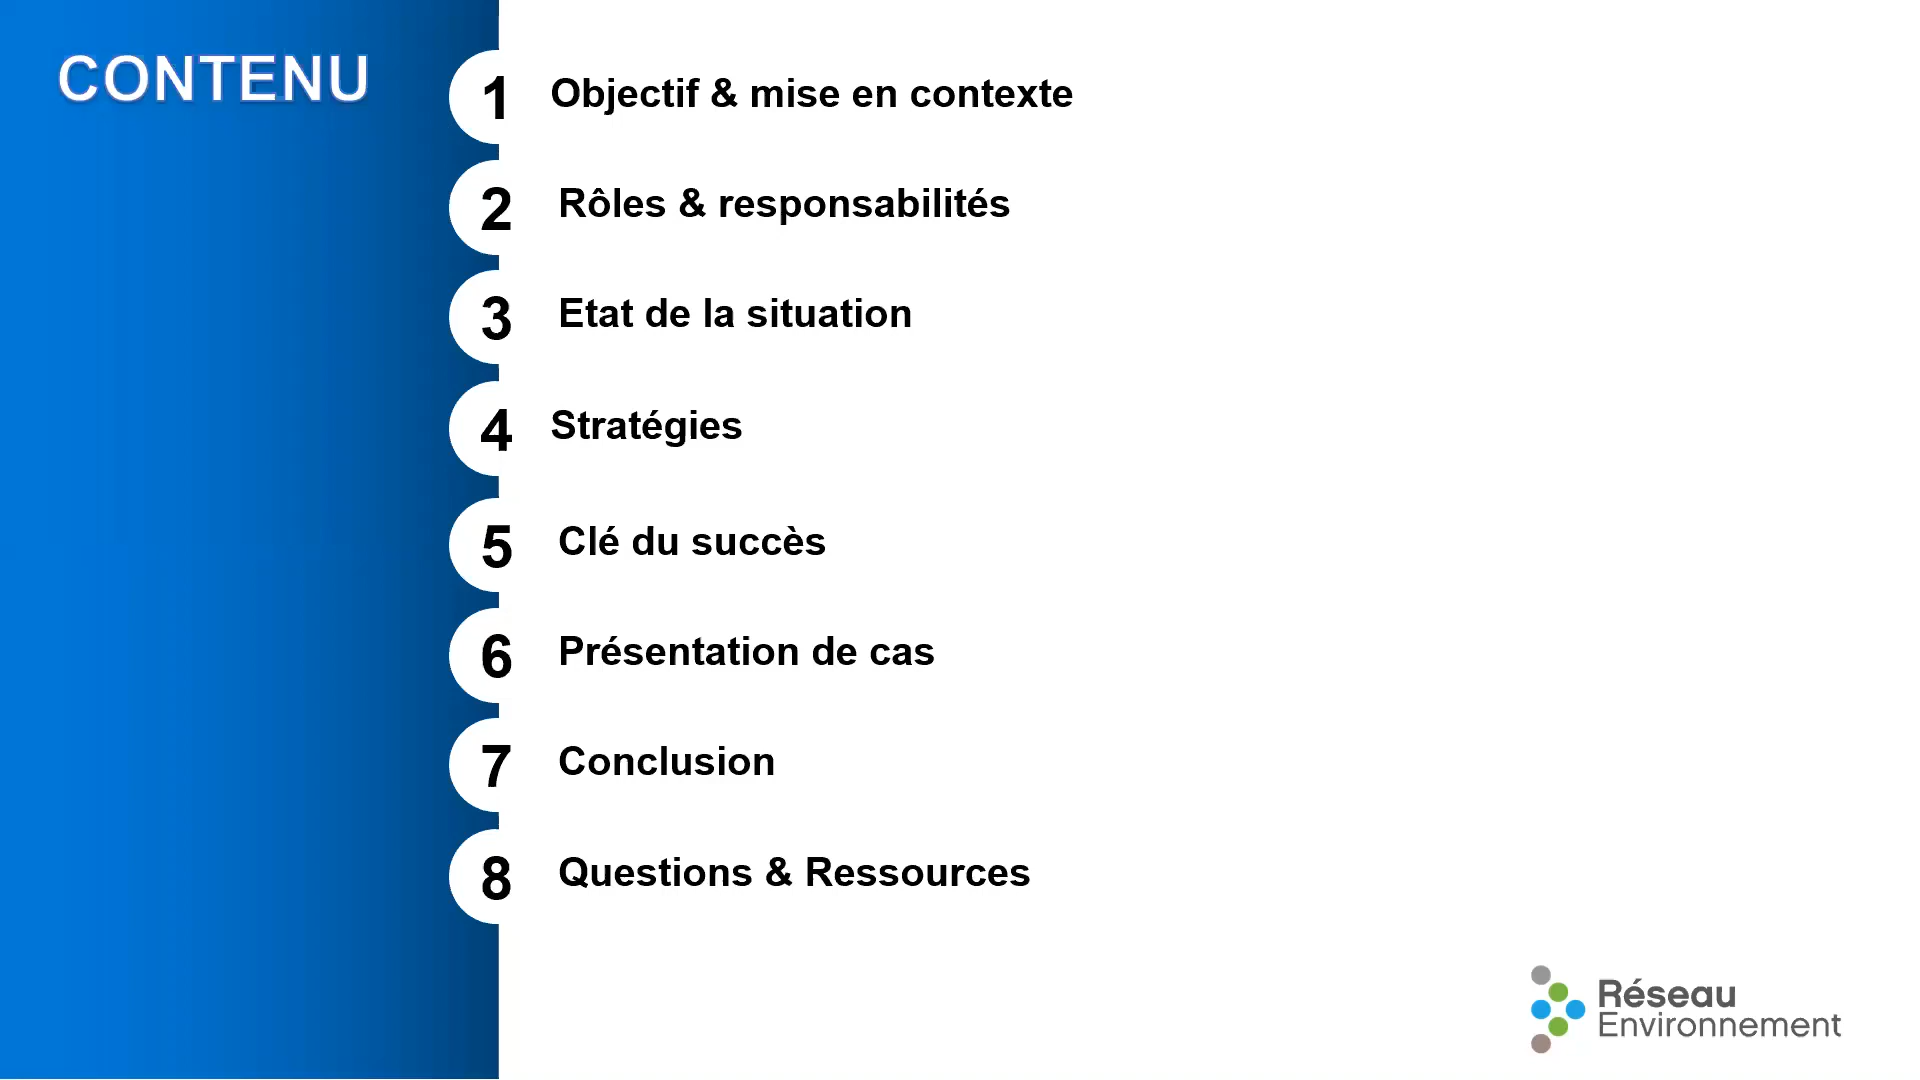 CONTENU
1 Objectif & mise en contexte
2 Rôles & responsabilités
3 Etat de la situation
4 Stratégies
5 Clé du succès
6 Présentation de cas
7 Conclusion
8 Questions & Ressources
Réseau
Environnement